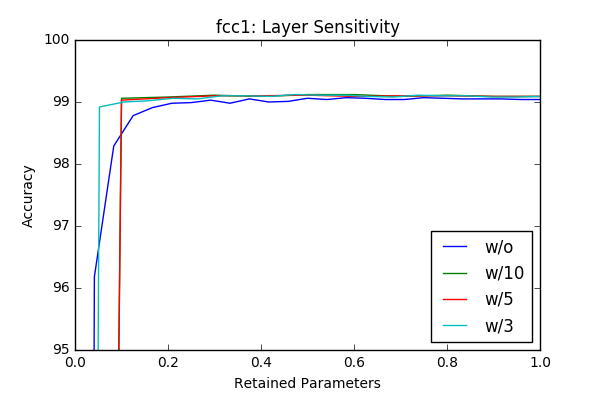 fcc1: Layer Sensitivity
100
99
98
97
96
95
Accuracy
w/o
w/10
w/5
w/3
0.0 0.2 0.4 0.6 0.8 1.0
Retained Parameters